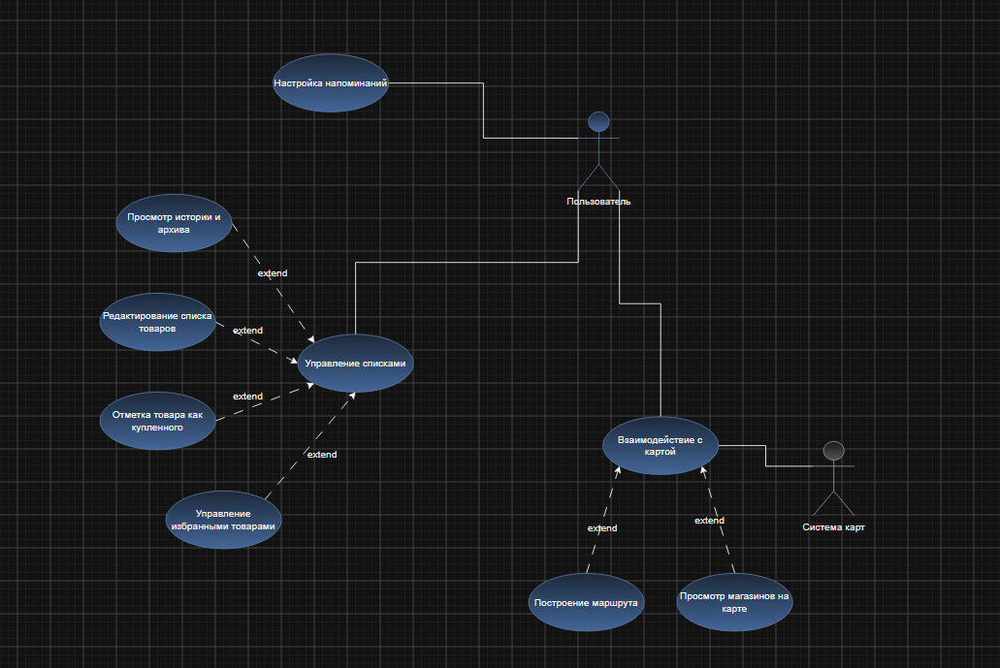 Настройка напоминаний
Пользователь
Просмотр истории и
архива
extend
Редактирование списка
товаров
extend
Управление списками
Отметка товара как
купленного
extend
extend
Управление
избранными товарами
Взаимодействие с
картой
Система карт
extend
extend
Построение маршрута
Просмотр магазинов на
карте